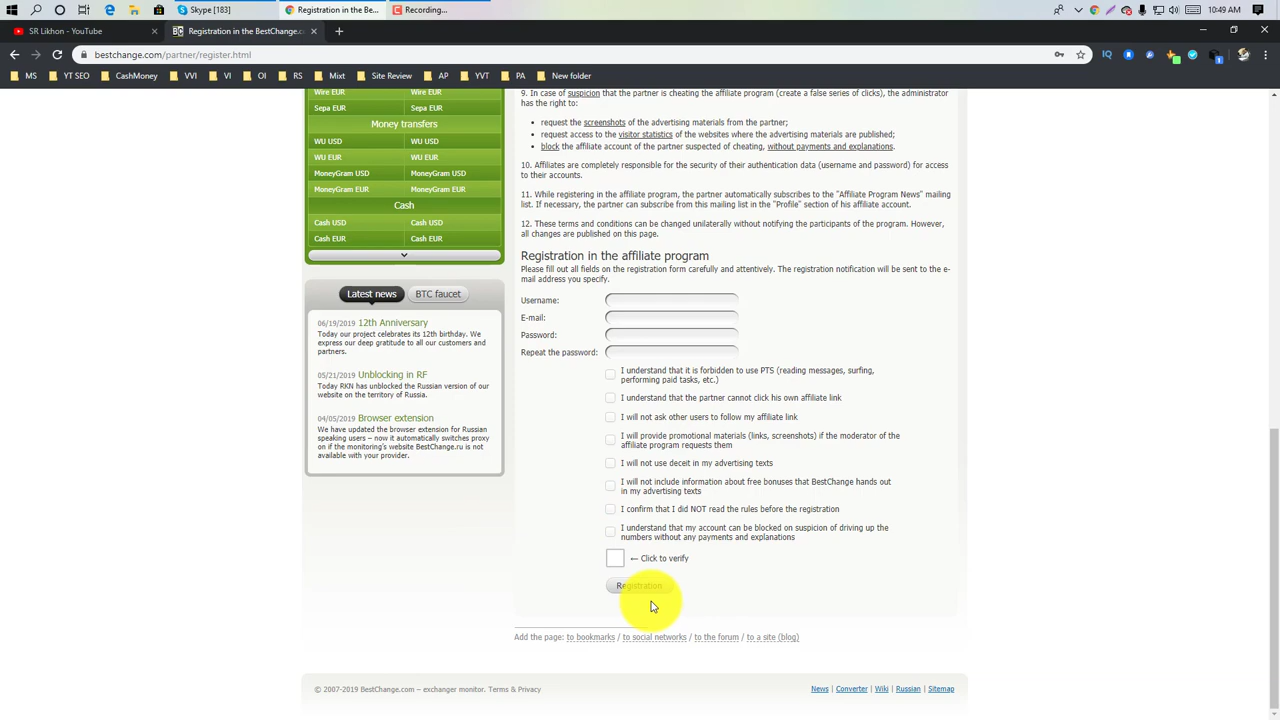 Skype [183]
Registration in the Be...
Recording...
10:49 AM
SR Likhon - YouTube
Registration in the BestChange.c
bestchange.com/partner/register.html
MS
YT SEO
CashMoney
VVI
VI
OI
RS
Mixt
Site Review
AP
YVT
PA
New folder
Wire EUR
Wire EUR
Sepa EUR
Sepa EUR
Money transfers
WU USD
WU USD
WU EUR
WU EUR
MoneyGram USD
MoneyGram USD
MoneyGram EUR
MoneyGram EUR
Cash
Cash USD
Cash USD
Cash EUR
Cash EUR
Latest news
BTC faucet
06/19/2019 12th Anniversary
Today our project celebrates its 12th birthday. We
express our deep gratitude to all our customers and
partners.
05/21/2019 Unblocking in RF
Today RKN has unblocked the Russian version of our
website on the territory of Russia.
04/05/2019 Browser extension
We have updated the browser extension for Russian
speaking users – now it automatically switches proxy
on if the monitoring's website BestChange.ru is not
available with your provider.
9. In case of suspicion that the partner is cheating the affiliate program (create a false series of clicks), the administrator
has the right to:
• request the screenshots of the advertising materials from the partner;
• request access to the visitor statistics of the websites where the advertising materials are published;
• block the affiliate account of the partner suspected of cheating, without payments and explanations.
10. Affiliates are completely responsible for the security of their authentication data (username and password) for access
to their accounts.
11. While registering in the affiliate program, the partner automatically subscribes to the "Affiliate Program News" mailing
list. If necessary, the partner can subscribe from this mailing list in the "Profile" section of his affiliate account.
12. These terms and conditions can be changed unilaterally without notifying the participants of the program. However,
all changes are published on this page.
Registration in the affiliate program
Please fill out all fields on the registration form carefully and attentively. The registration notification will be sent to the e-
mail address you specify.
Username:
E-mail:
Password:
Repeat the password:
I understand that it is forbidden to use PTS (reading messages, surfing,
performing paid tasks, etc.)
I understand that the partner cannot click his own affiliate link
I will not ask other users to follow my affiliate link
I will provide promotional materials (links, screenshots) if the moderator of the
affiliate program requests them
I will not use deceit in my advertising texts
I will not include information about free bonuses that BestChange hands out
in my advertising texts
I confirm that I did NOT read the rules before the registration
I understand that my account can be blocked on suspicion of driving up the
numbers without any payments and explanations
← Click to verify
Registration
Add the page: to bookmarks / to social networks / to the forum / to a site (blog)
© 2007-2019 BestChange.com – exchanger monitor. Terms & Privacy
News | Converter | Wiki | Russian | Sitemap